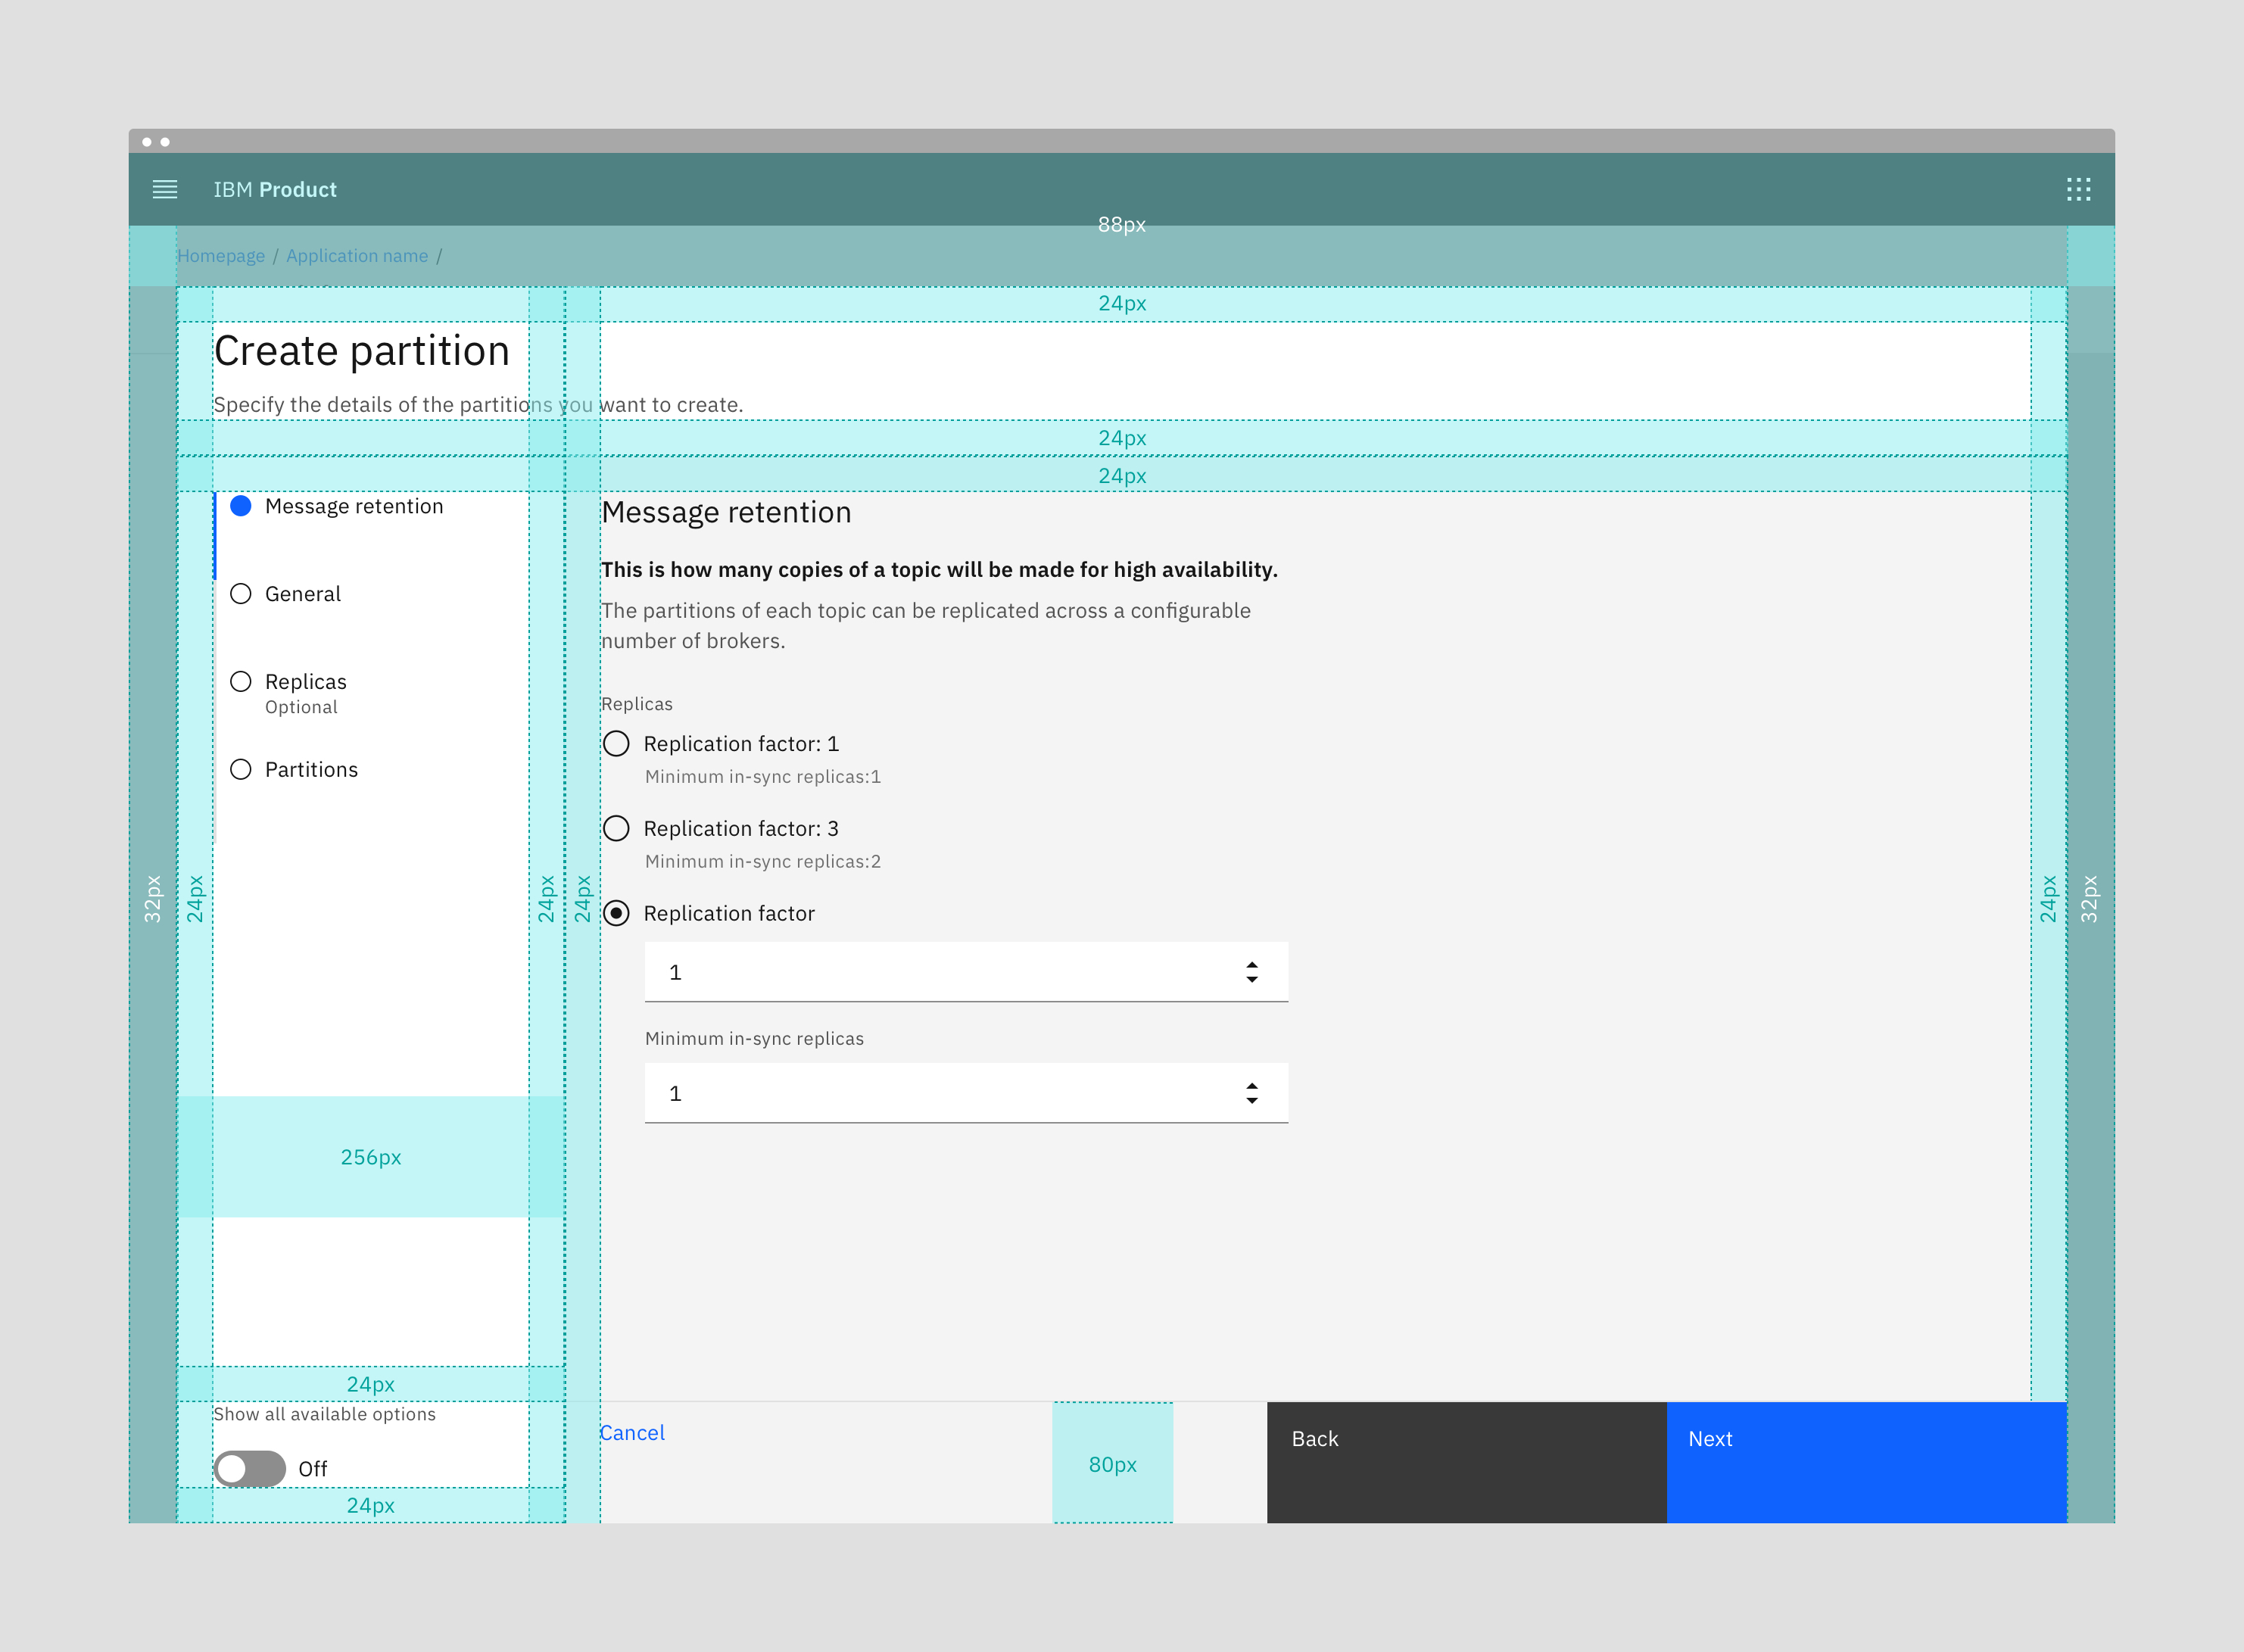 IBM Product
88px
Homepage / Application name /
24px
Create partition
Specify the details of the partitions you want to create.
24px
24px
Message retention
General
Replicas
Optional
Partitions
Message retention
This is how many copies of a topic will be made for high availability.
The partitions of each topic can be replicated across a configurable
number of brokers.
Replicas
Replication factor: 1
Minimum in-sync replicas:1
Replication factor: 3
Minimum in-sync replicas:2
32px
24px
24px
24px
24px
32px
Replication factor
1
Minimum in-sync replicas
1
256px
24px
Show all available options
Off
24px
Cancel
80px
Back
Next